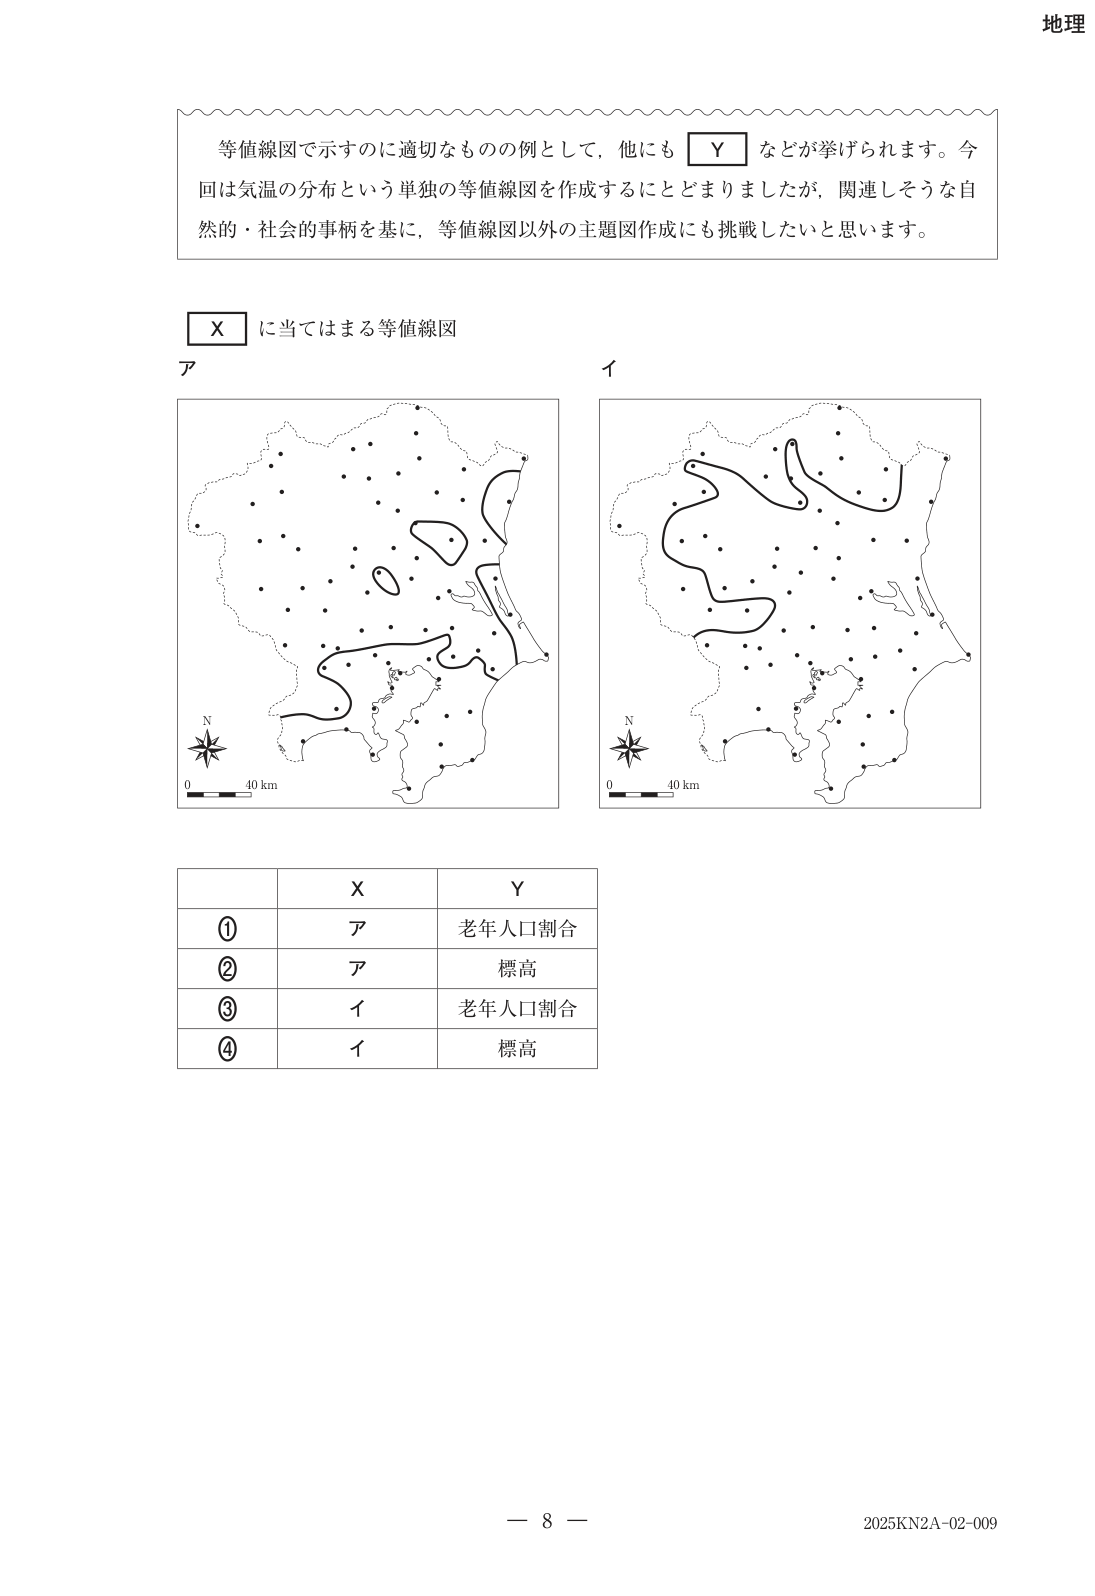 地理
等値線図で示すのに適切なものの例として，他にも Y などが挙げられます。今
回は気温の分布という単独の等値線図を作成するにとどまりましたが，関連しそうな自
然的・社会的事柄を基に，等値線図以外の主題図作成にも挑戦したいと思います。
X に当てはまる等値線図
ア
イ
N
0 40 km
N
0 40 km
X Y
① ア 老年人口割合
② ア 標高
③ イ 老年人口割合
④ イ 標高
— 8 —
2025KN2A-02-009